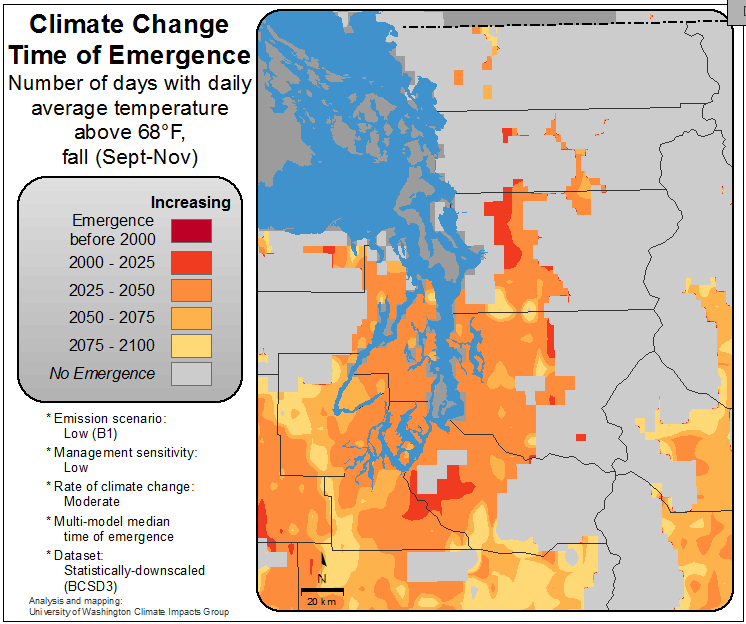 Climate Change
Time of Emergence
Number of days with daily
average temperature
above 68°F,
fall (Sept-Nov)
Increasing
Emergence
before 2000
2000 - 2025
2025 - 2050
2050 - 2075
2075 - 2100
No Emergence
* Emission scenario:
Low (B1)
* Management sensitivity:
Low
* Rate of climate change:
Moderate
* Multi-model median
time of emergence
* Dataset:
Statistically-downscaled
(BCSD3)
Analysis and mapping:
University of Washington Climate Impacts Group
N
20 km